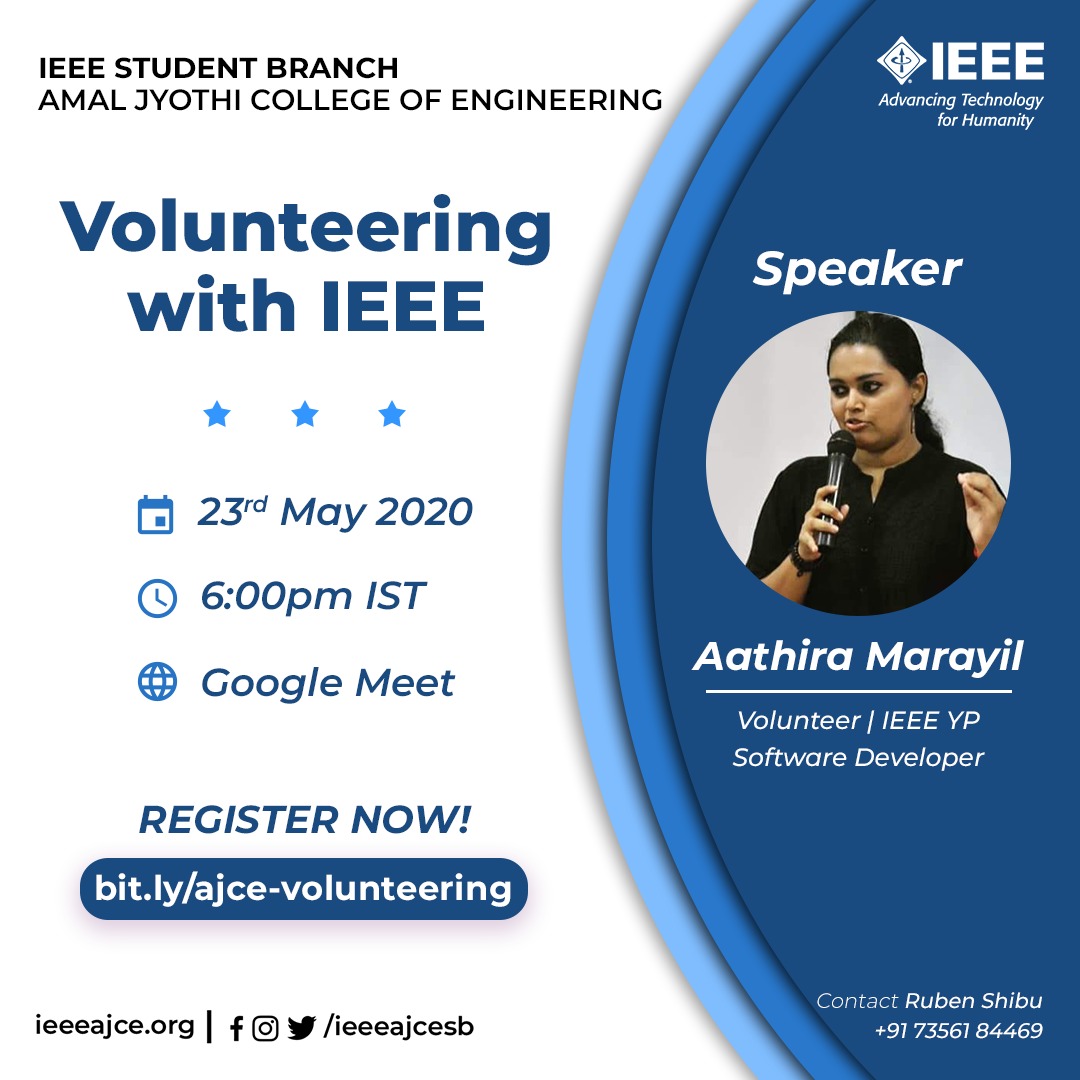 IEEE STUDENT BRANCH
AMAL JYOTHI COLLEGE OF ENGINEERING
IEEE
Advancing Technology
for Humanity
Volunteering
with IEEE
23rd May 2020
6:00pm IST
Google Meet
REGISTER NOW!
bit.ly/ajce-volunteering
ieeeajce.org | /ieeeajcesb
Speaker
Aathira Marayil
Volunteer | IEEE YP
Software Developer
Contact Ruben Shibu
+91 73561 84469